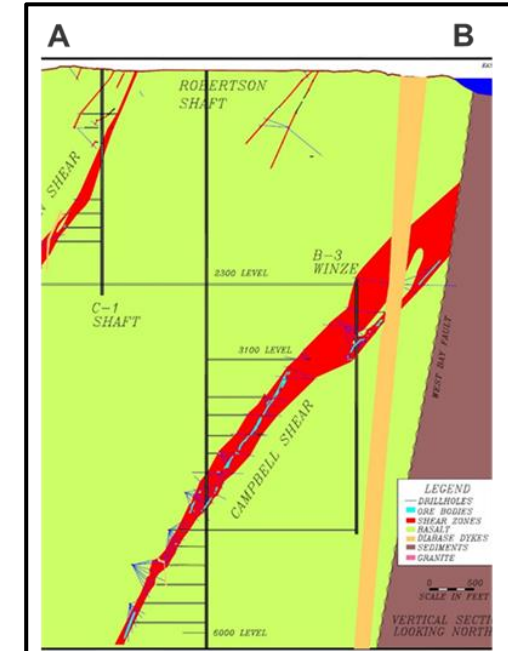 A
B
ROBERTSON
SHAFT
SHEAR
B-3
WINZE
2300 LEVEL
C-1
SHAFT
3100 LEVEL
WEST BAY FAULT
CAMPBELL SHEAR
LEGEND
DRILLHOLES
ORE BODIES
SHEAR ZONES
BASALT
DIABASE DYKES
SEDIMENTS
GRANITE
0 500
SCALE IN FEET
VERTICAL SECTI
LOOKING NORTH
6000 LEVEL